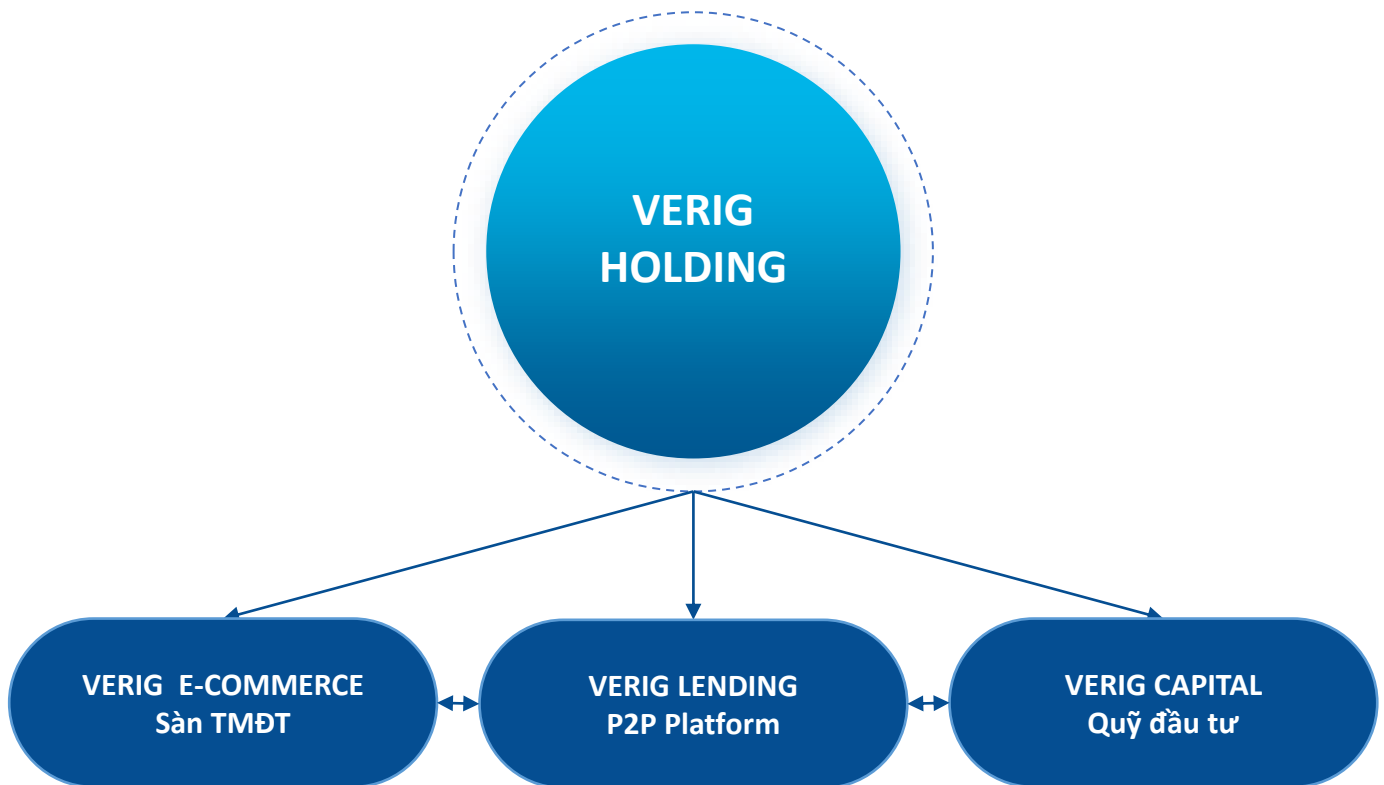 VERIG
HOLDING
VERIG E-COMMERCE
Sàn TMĐT
VERIG LENDING
P2P Platform
VERIG CAPITAL
Quỹ đầu tư